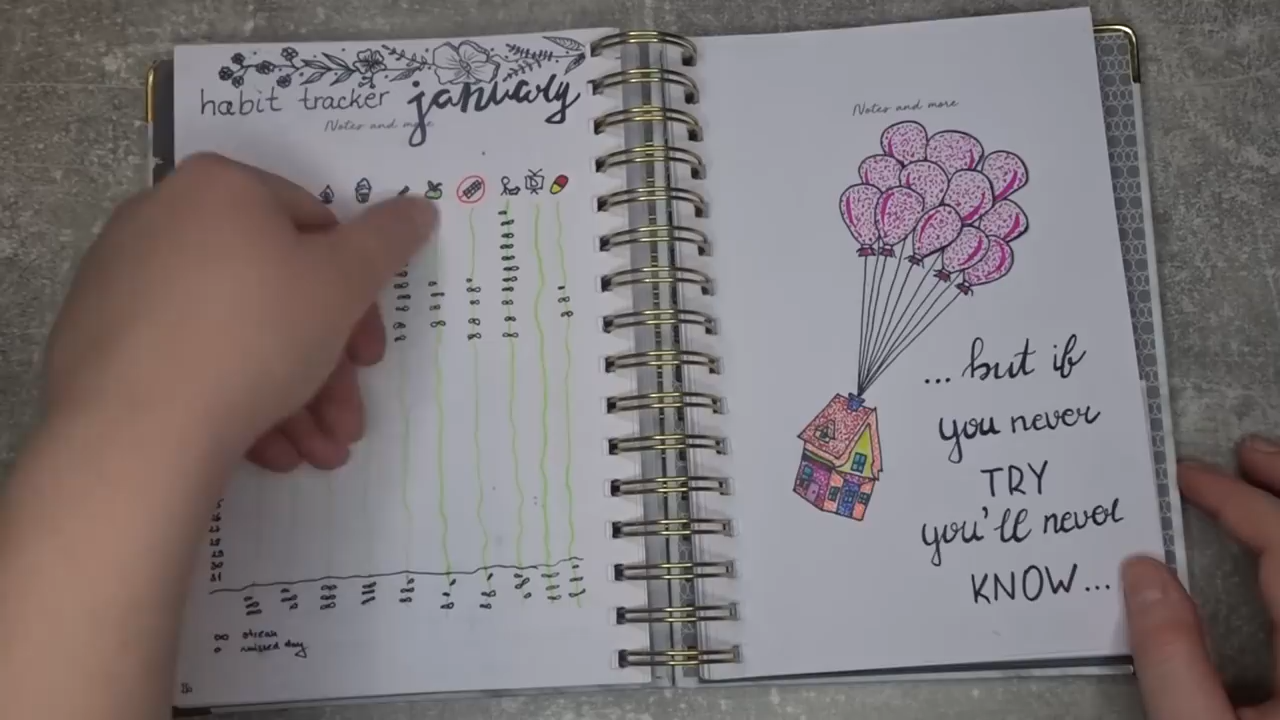 habit tracker january
Notes and more
streak
missed day
Notes and more
... but if
you never
TRY
you'll never
KNOW...